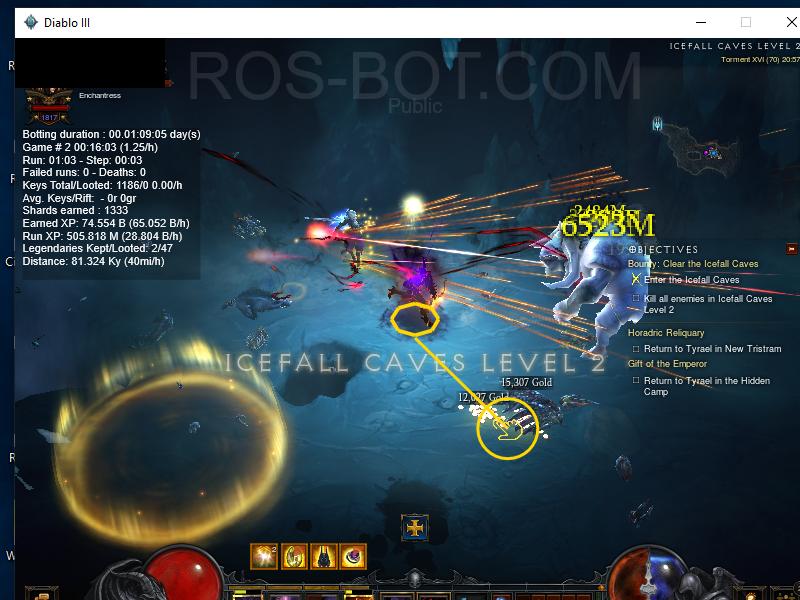 Diablo III
ICEFALL CAVES LEVEL 2
Torment XVI (70) 20:57
ROS-BOT.COM
Public
Enchantress
1817
Botting duration : 00.01:09:05 day(s)
Game # 2 00:16:03 (1.25/h)
Run: 01:03 - Step: 00:03
Failed runs: 0 - Deaths: 0
Keys Total/Looted: 1186/0 0.00/h
Avg. Keys/Rift: - 0r 0gr
Shards earned : 1333
Earned XP: 74.554 B (65.052 B/h)
Run XP: 505.818 M (28.804 B/h)
Legendaries Kept/Looted: 2/47
Distance: 81.324 Ky (40mi/h)
2484M
6523M
OBJECTIVES
Bounty: Clear the Icefall Caves
Enter the Icefall Caves
Kill all enemies in Icefall Caves
Level 2
Horadric Reliquary
Return to Tyrael in New Tristram
Gift of the Emperor
Return to Tyrael in the Hidden
Camp
ICEFALL CAVES LEVEL 2
15,307 Gold
12,027 Gold
2